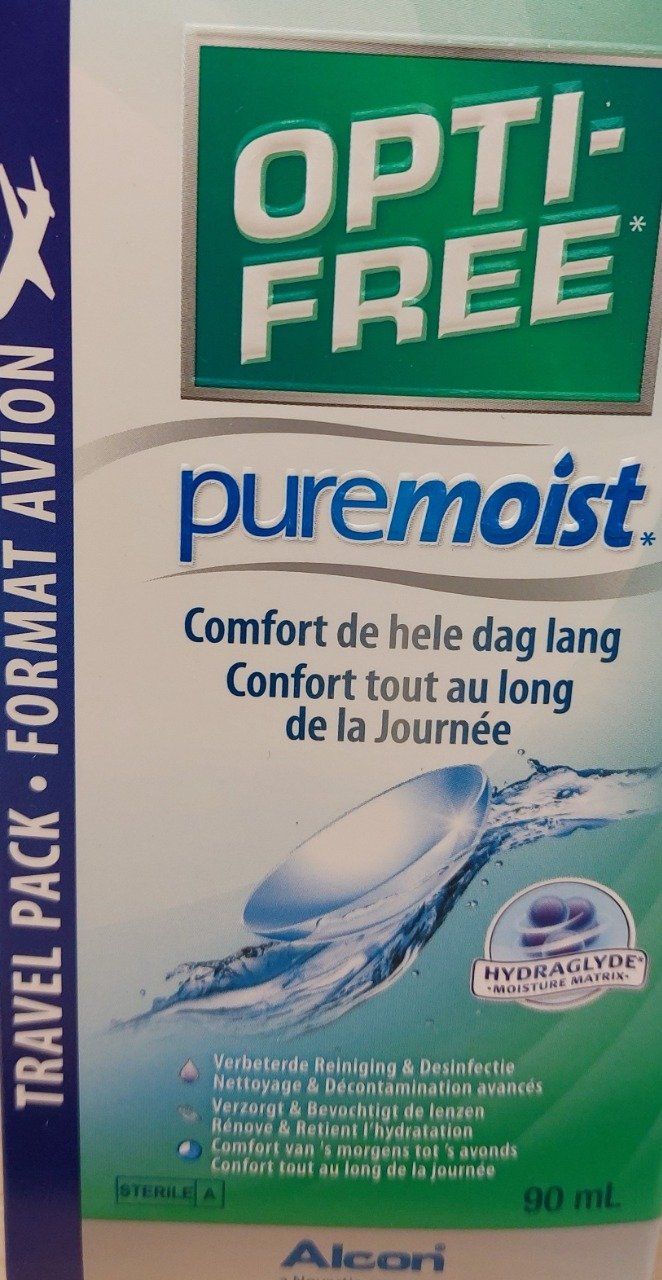 TRAVEL PACK • FORMAT AVION
OPTI-
FREE*
puremoist*
Comfort de hele dag lang
Confort tout au long
de la Journée
HYDRAGLYDE*
•MOISTURE MATRIX•
Verbeterde Reiniging & Desinfectie
Nettoyage & Décontamination avancés
Verzorgt & Bevochtigt de lenzen
Rénove & Retient l'hydratation
Comfort van 's morgens tot 's avonds
Confort tout au long de la journée
STERILE A
90 mL
Alcon